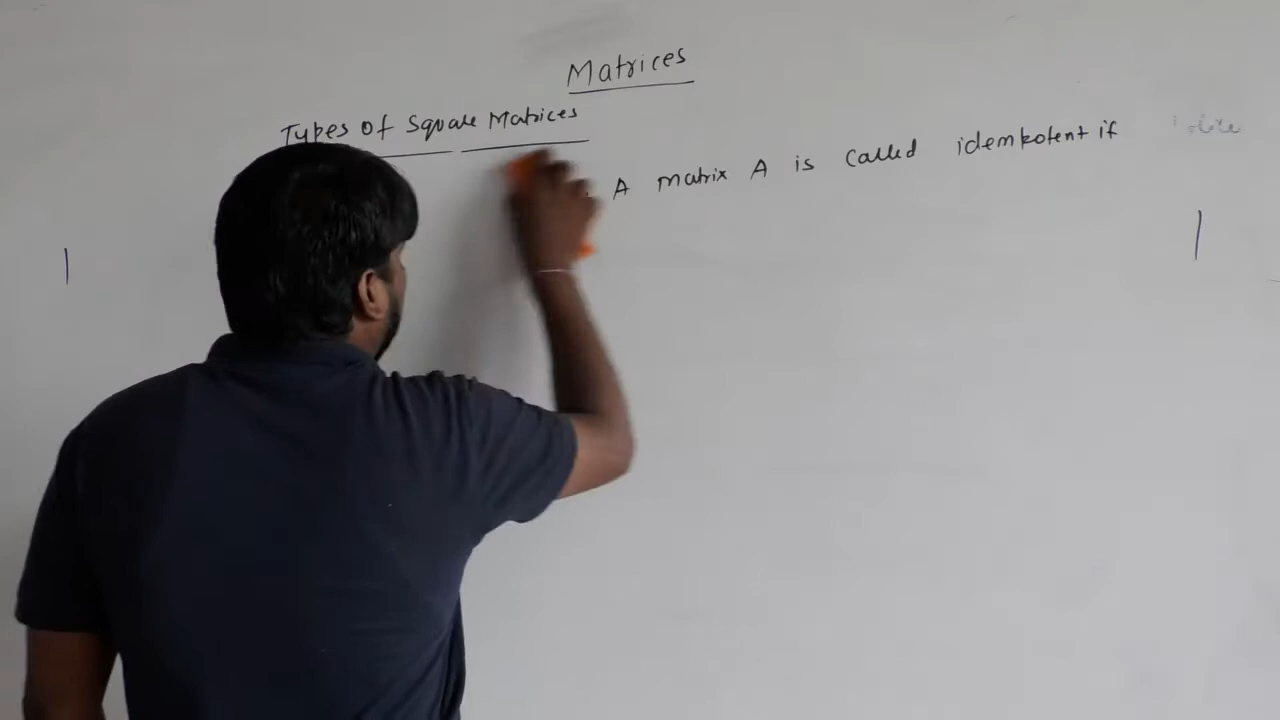 Matrices
Types of Square Matrices
A matrix A is called idempotent if